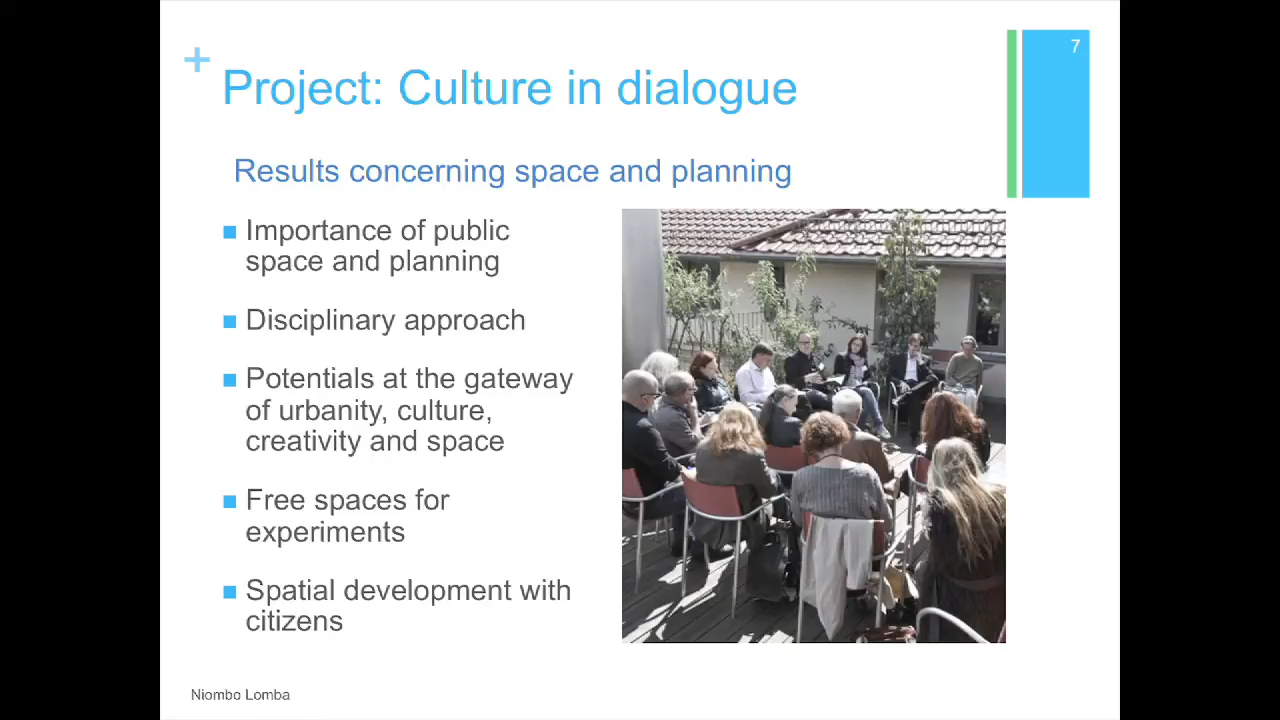 7
+
Project: Culture in dialogue
Results concerning space and planning
Importance of public
space and planning
Disciplinary approach
Potentials at the gateway
of urbanity, culture,
creativity and space
Free spaces for
experiments
Spatial development with
citizens
Niombo Lomba